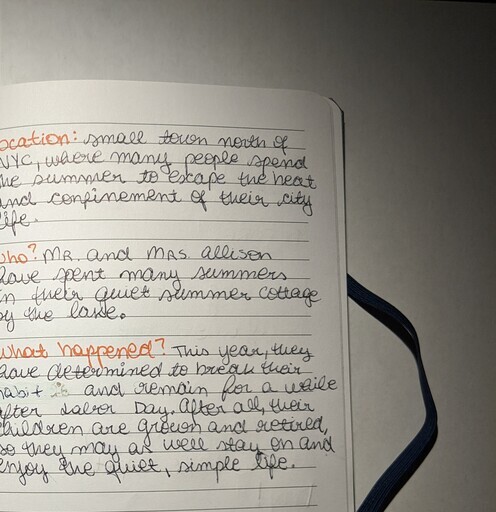 ocation: small town north of
NYC, where many people spend
he summer to escape the heat
and confinement of their city
life.
who? MR. and MRS. allison
have spent many summers
in their quiet summer cottage
by the lake.
what happened? This year, they
have determined to break their
habit and remain for a while
after Labor Day. After all, their
children are grown and retired,
so they may as well stay on and
enjoy the quiet, simple life.